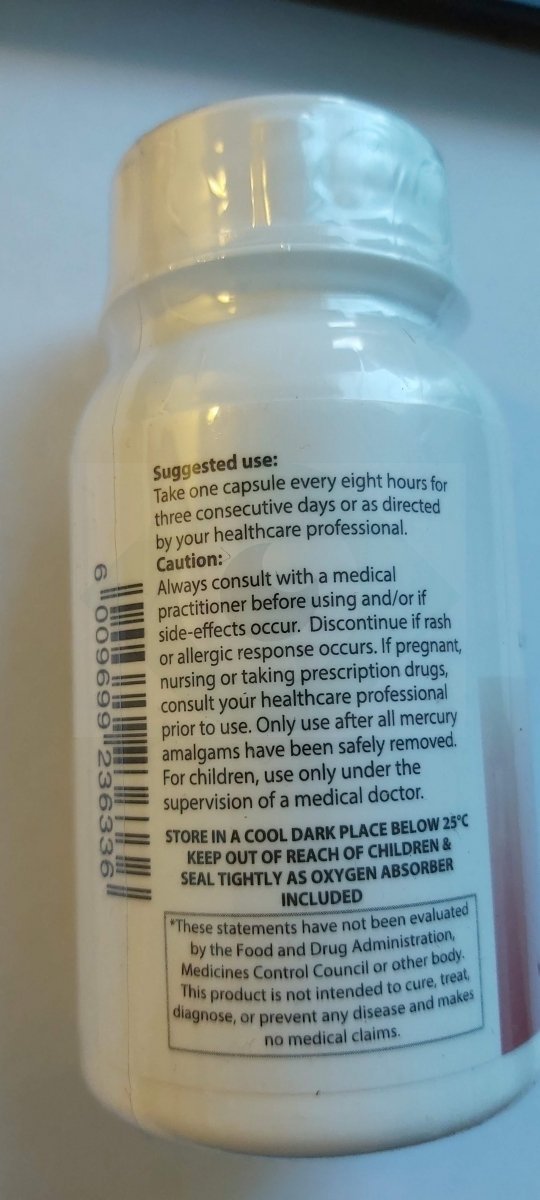 Suggested use:
Take one capsule every eight hours for
three consecutive days or as directed
by your healthcare professional.
Caution:
Always consult with a medical
practitioner before using and/or if
side-effects occur. Discontinue if rash
or allergic response occurs. If pregnant,
nursing or taking prescription drugs,
consult your healthcare professional
prior to use. Only use after all mercury
amalgams have been safely removed.
For children, use only under the
supervision of a medical doctor.
STORE IN A COOL DARK PLACE BELOW 25°C
KEEP OUT OF REACH OF CHILDREN &
SEAL TIGHTLY AS OXYGEN ABSORBER
INCLUDED
*These statements have not been evaluated
by the Food and Drug Administration,
Medicines Control Council or other body.
This product is not intended to cure, treat,
diagnose, or prevent any disease and makes
no medical claims.
6 009699 236336